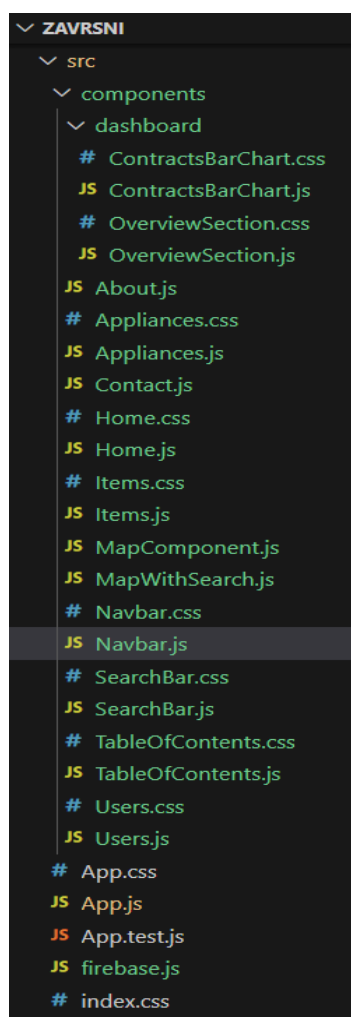 ZAVRSNI
src
components
dashboard
# ContractsBarChart.css
JS ContractsBarChart.js
# OverviewSection.css
JS OverviewSection.js
JS About.js
# Appliances.css
JS Appliances.js
JS Contact.js
# Home.css
JS Home.js
# Items.css
JS Items.js
JS MapComponent.js
JS MapWithSearch.js
# Navbar.css
JS Navbar.js
# SearchBar.css
JS SearchBar.js
# TableOfContents.css
JS TableOfContents.js
# Users.css
JS Users.js
# App.css
JS App.js
JS App.test.js
JS firebase.js
# index.css